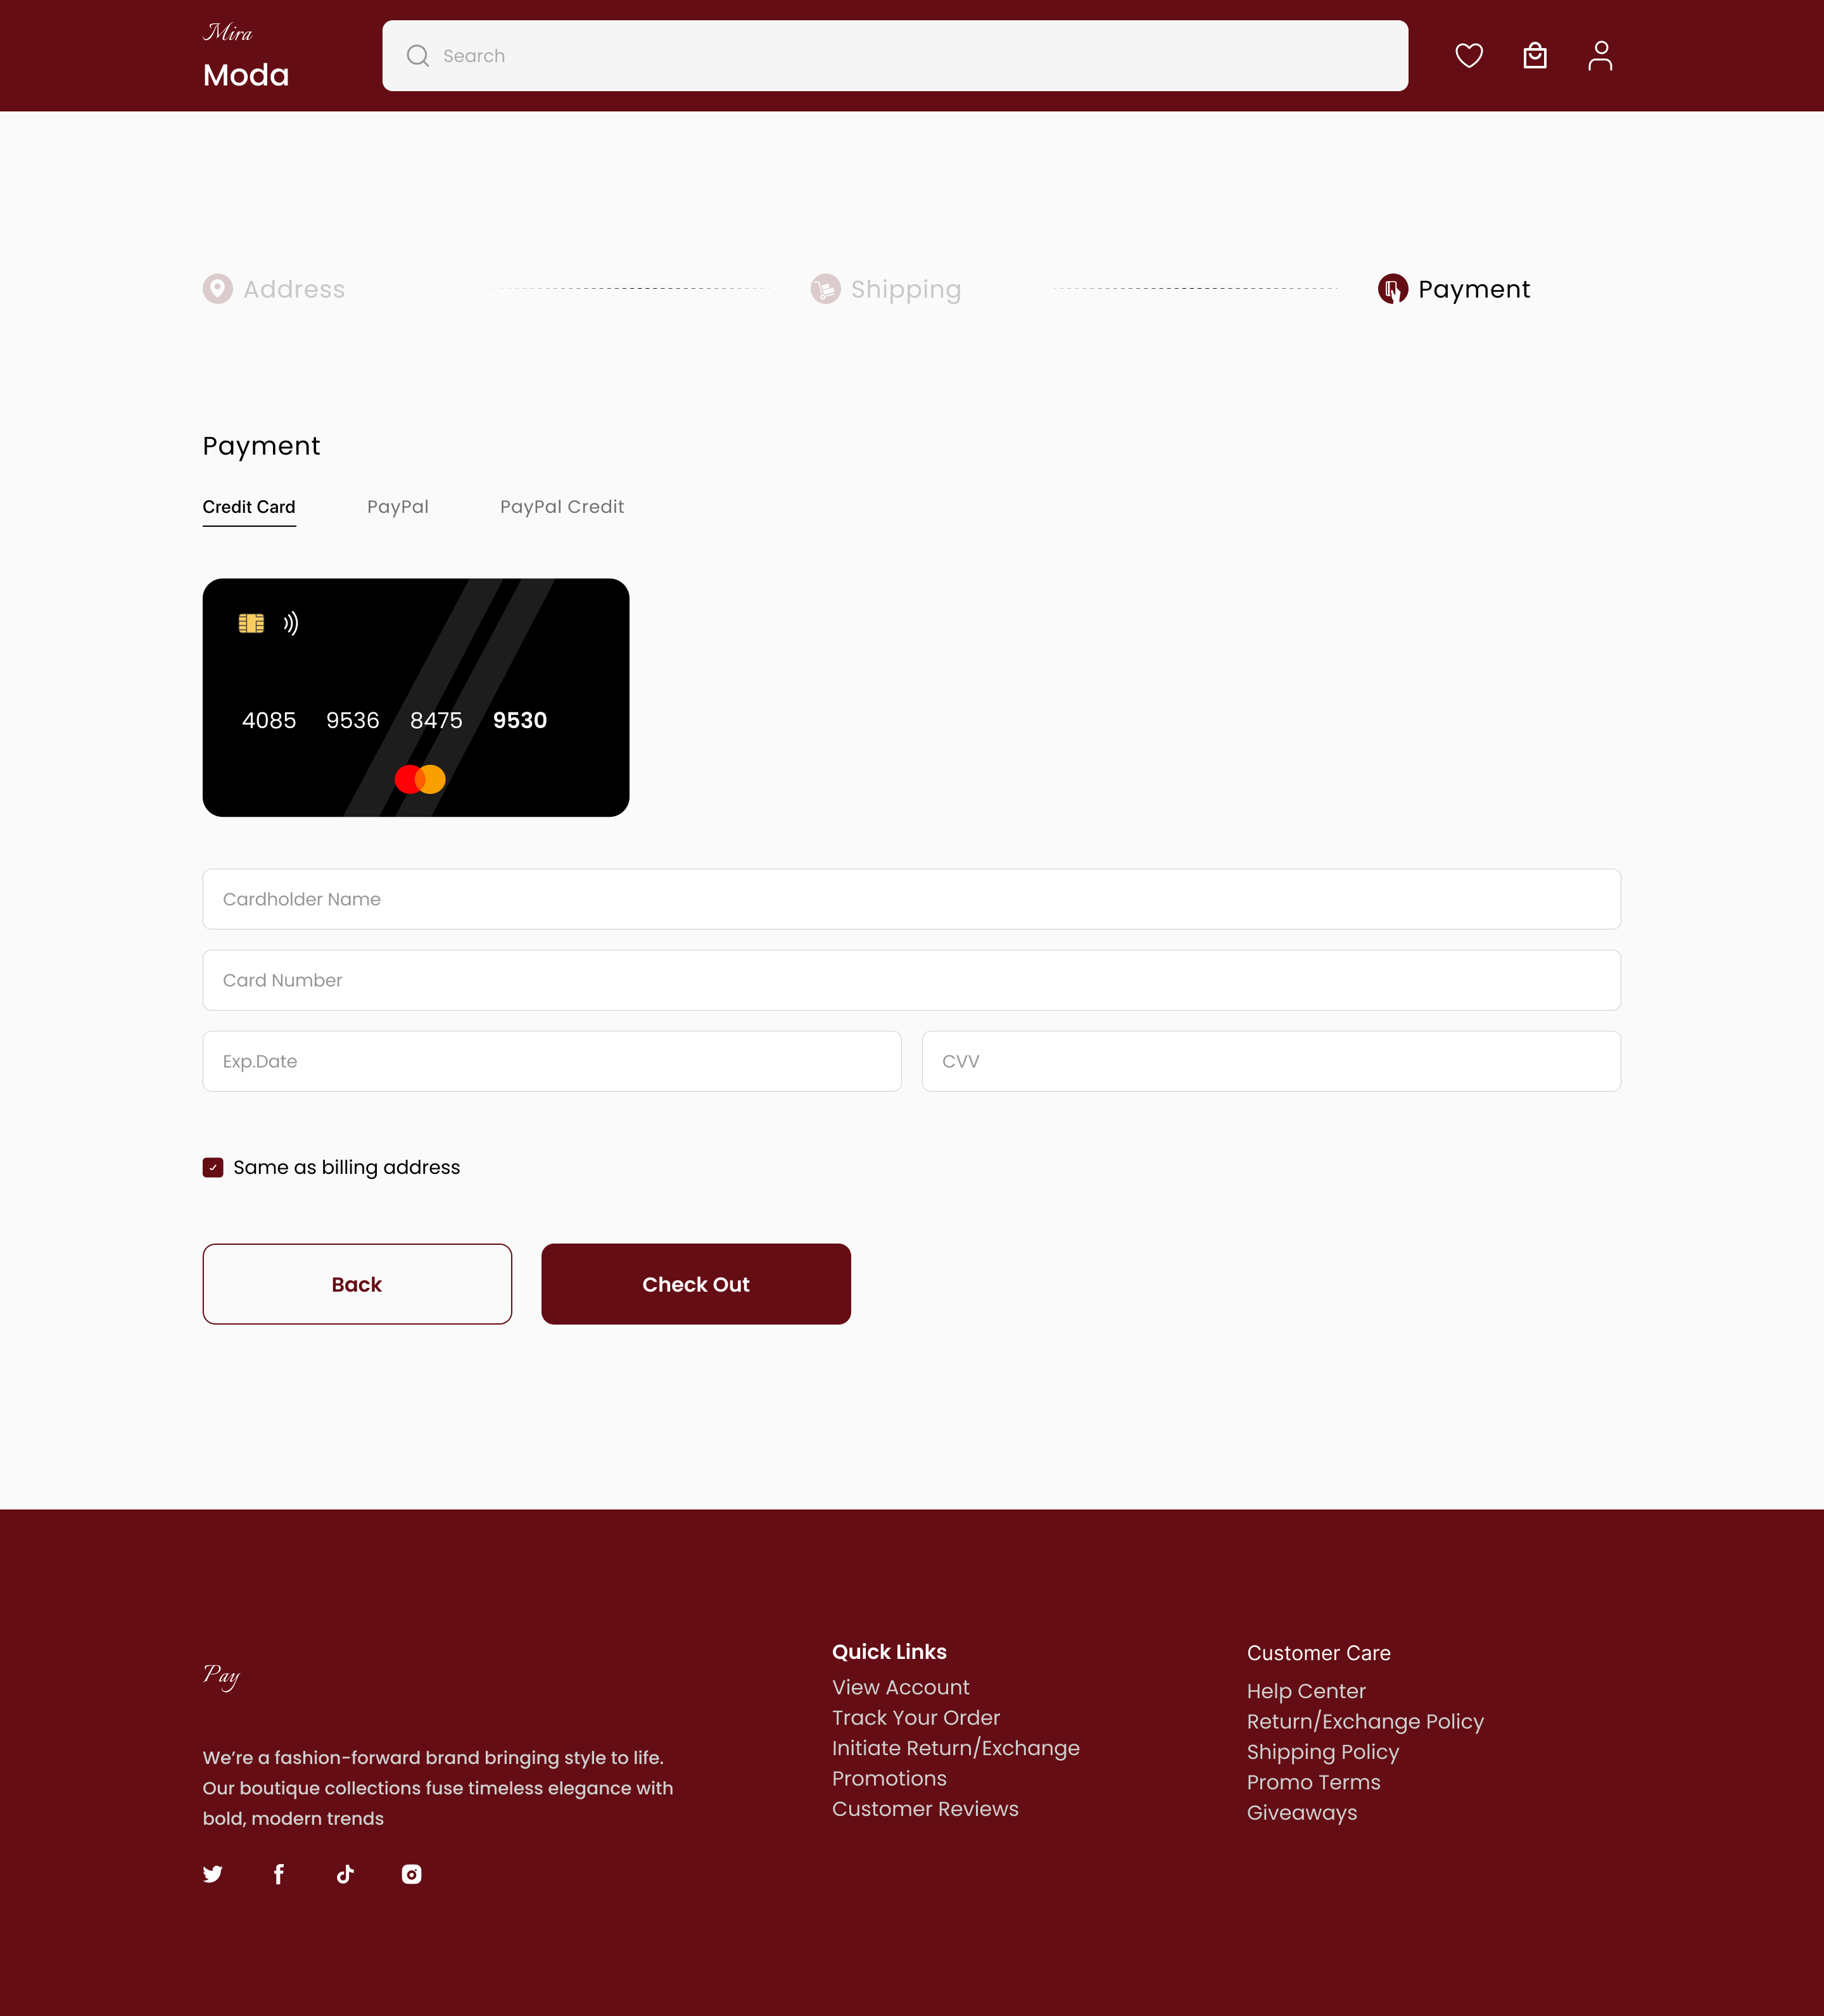 Mira
Moda
Search
Address
Shipping
Payment
Payment
Credit Card
PayPal
PayPal Credit
4085 9536 8475 9530
Cardholder Name
Card Number
Exp.Date
CVV
Same as billing address
Back
Check Out
Pay
We’re a fashion-forward brand bringing style to life.
Our boutique collections fuse timeless elegance with
bold, modern trends
Quick Links
View Account
Track Your Order
Initiate Return/Exchange
Promotions
Customer Reviews
Customer Care
Help Center
Return/Exchange Policy
Shipping Policy
Promo Terms
Giveaways